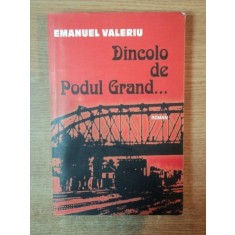 EMANUEL VALERIU
Dincolo
de
Podul Grand...
ROMAN